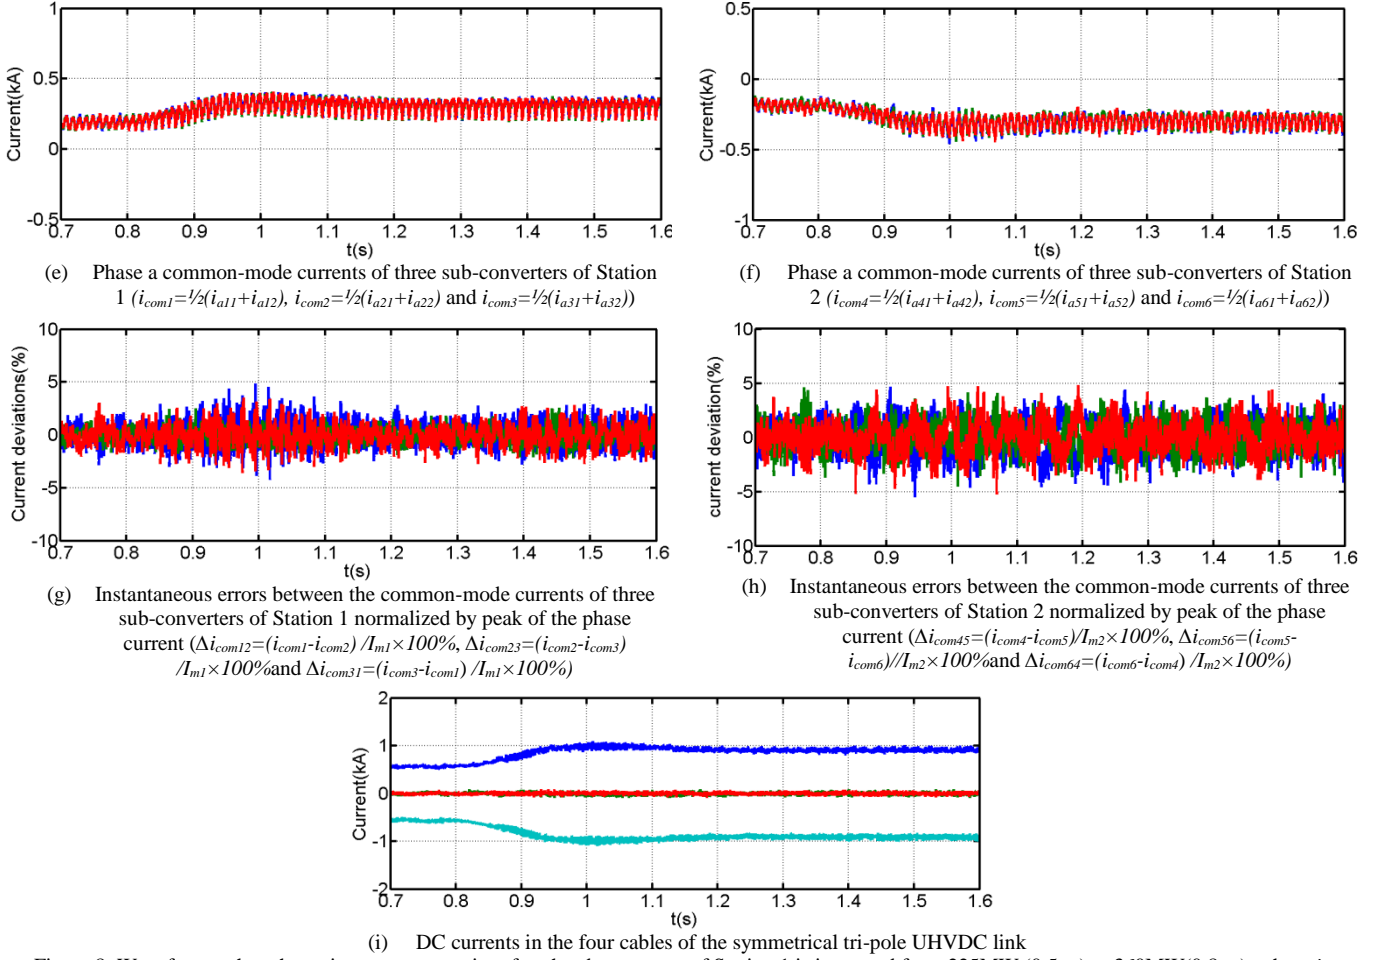 1
0.5
0
-0.5
Current(kA)
0.7 0.8 0.9 1 1.1 1.2 1.3 1.4 1.5 1.6
t(s)
(e) Phase a common-mode currents of three sub-converters of Station
1 (icom1=½(ia11+ia12), icom2=½(ia21+ia22) and icom3=½(ia31+ia32))
0.5
0
-0.5
-1
Current(kA)
0.7 0.8 0.9 1 1.1 1.2 1.3 1.4 1.5 1.6
t(s)
(f) Phase a common-mode currents of three sub-converters of Station
2 (icom4=½(ia41+ia42), icom5=½(ia51+ia52) and icom6=½(ia61+ia62))
10
5
0
-5
-10
Current deviations(%)
0.7 0.8 0.9 1 1.1 1.2 1.3 1.4 1.5 1.6
t(s)
(g) Instantaneous errors between the common-mode currents of three
sub-converters of Station 1 normalized by peak of the phase
current (Δicom12=(icom1-icom2) /Im1×100%, Δicom23=(icom2-icom3)
/Im1×100%and Δicom31=(icom3-icom1) /Im1×100%)
10
5
0
-5
-10
current deviation(%)
0.7 0.8 0.9 1 1.1 1.2 1.3 1.4 1.5 1.6
(h) Instantaneous errors between the common-mode currents of three
sub-converters of Station 2 normalized by peak of the phase
current (Δicom45=(icom4-icom5)/Im2×100%, Δicom56=(icom5-
icom6)//Im2×100%and Δicom64=(icom6-icom4) /Im2×100%)
2
1
0
-1
-2
Current(kA)
0.7 0.8 0.9 1 1.1 1.2 1.3 1.4 1.5 1.6
t(s)
(i) DC currents in the four cables of the symmetrical tri-pole UHVDC link